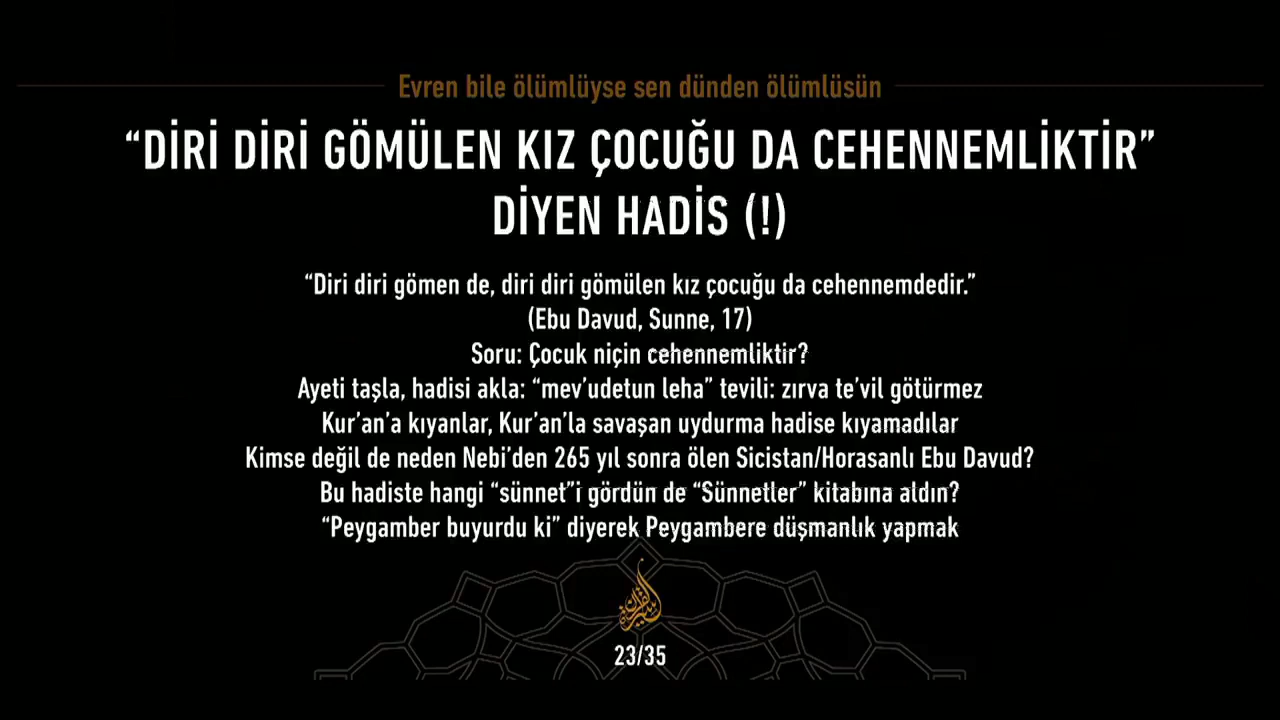 Evren bile ölümlüyse sen dünden ölümlüsün
“DİRİ DİRİ GÖMÜLEN KIZ ÇOCUĞU DA CEHENNEMLİKTİR”
DİYEN HADİS (!)
“Diri diri gömen de, diri diri gömülen kız çocuğu da cehennemdedir.”
(Ebu Davud, Sunne, 17)
Soru: Çocuk niçin cehennemliktir?
Ayeti taşla, hadisi akla: “mev’udetun leha” tevili: zırva te’vil götürmez
Kur’an’a kıyanlar, Kur’an’la savaşan uydurma hadise kıyamadılar
Kimse değil de neden Nebi’den 265 yıl sonra ölen Sicistan/Horasanlı Ebu Davud?
Bu hadiste hangi “sünnet”i gördün de “Sünnetler” kitabına aldın?
“Peygamber buyurdu ki” diyerek Peygambere düşmanlık yapmak
23/35